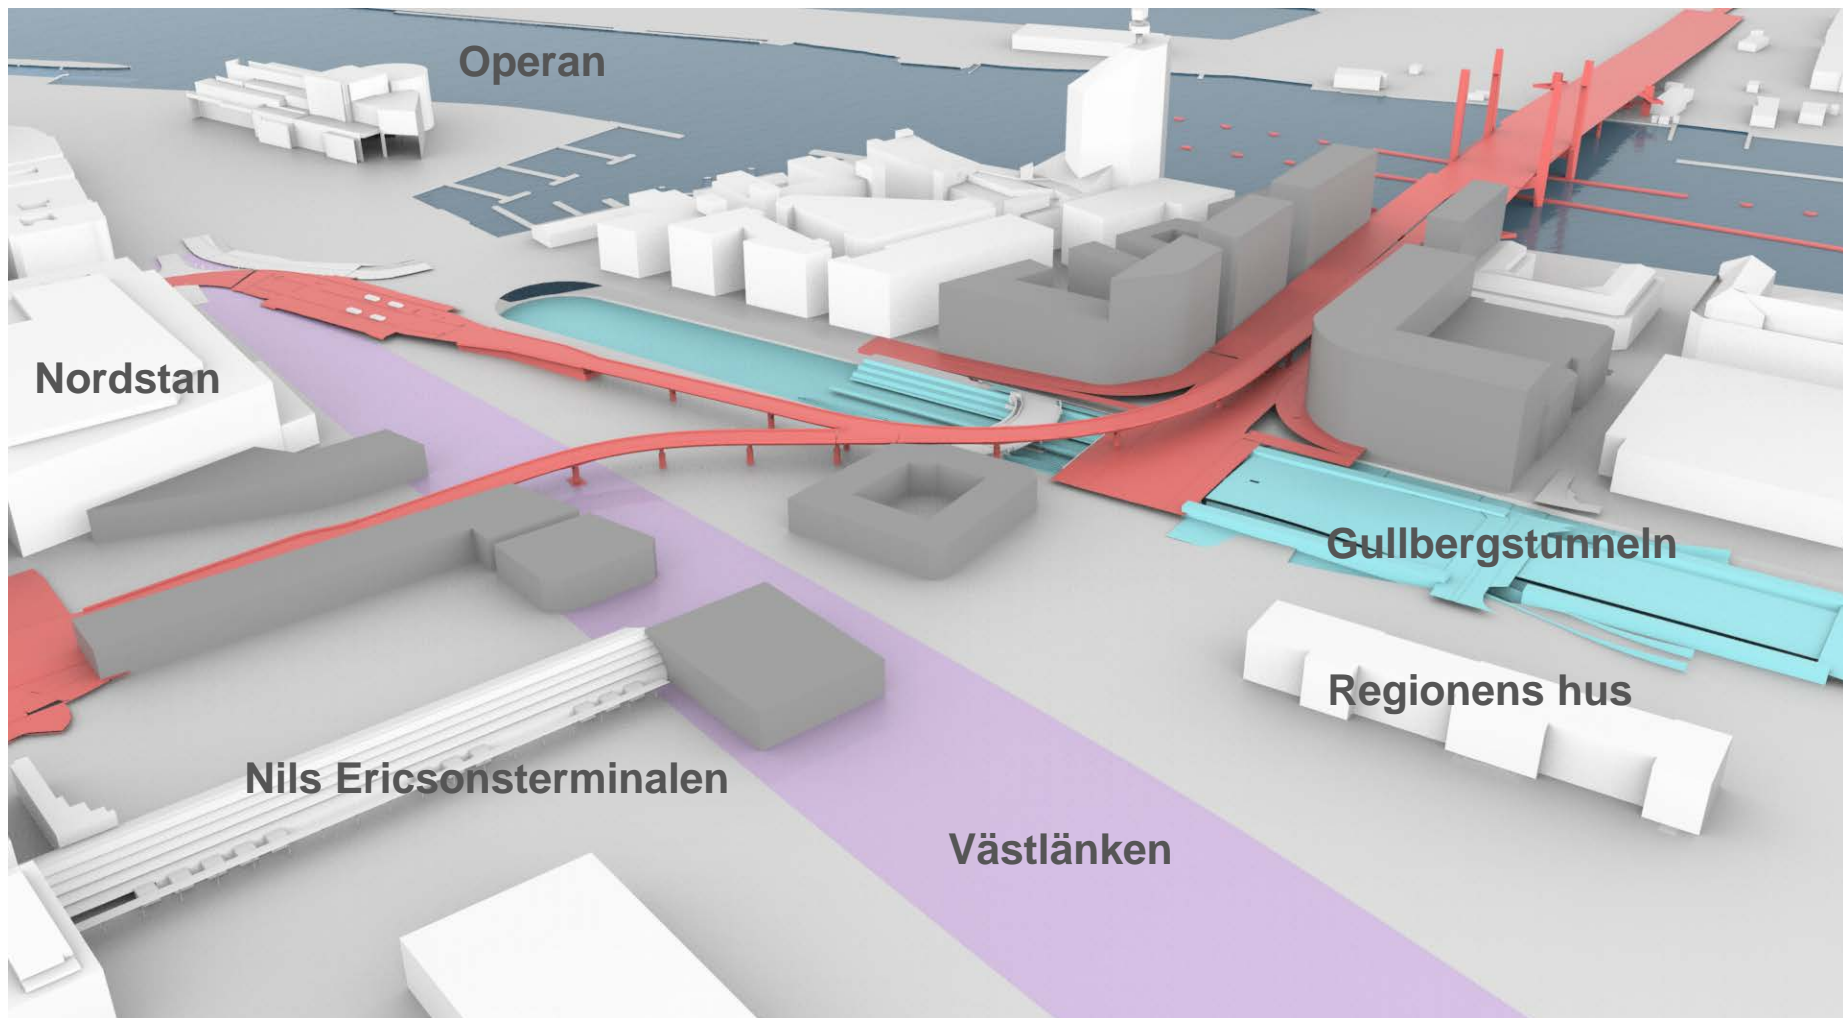 Operan
Nordstan
Gullbergstunneln
Regionens hus
Nils Ericsonsterminalen
Västlänken